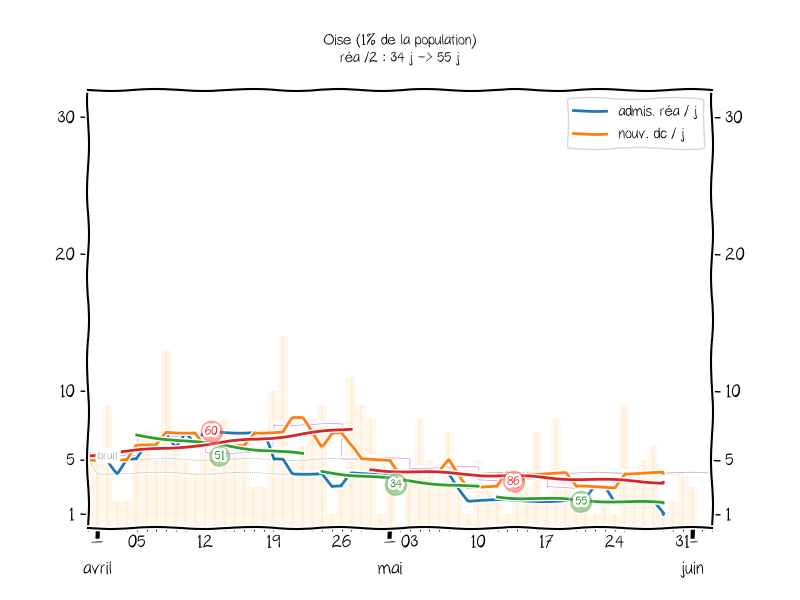 Oise (1% de la population)
réa /2 : 34 j -> 55 j
admis. réa / j
nouv. dc / j
30 30
20 20
10 10
5 5
1 1
bruit
60
51
34
86
55
05 12 19 26 03 10 17 24 31
avril mai juin